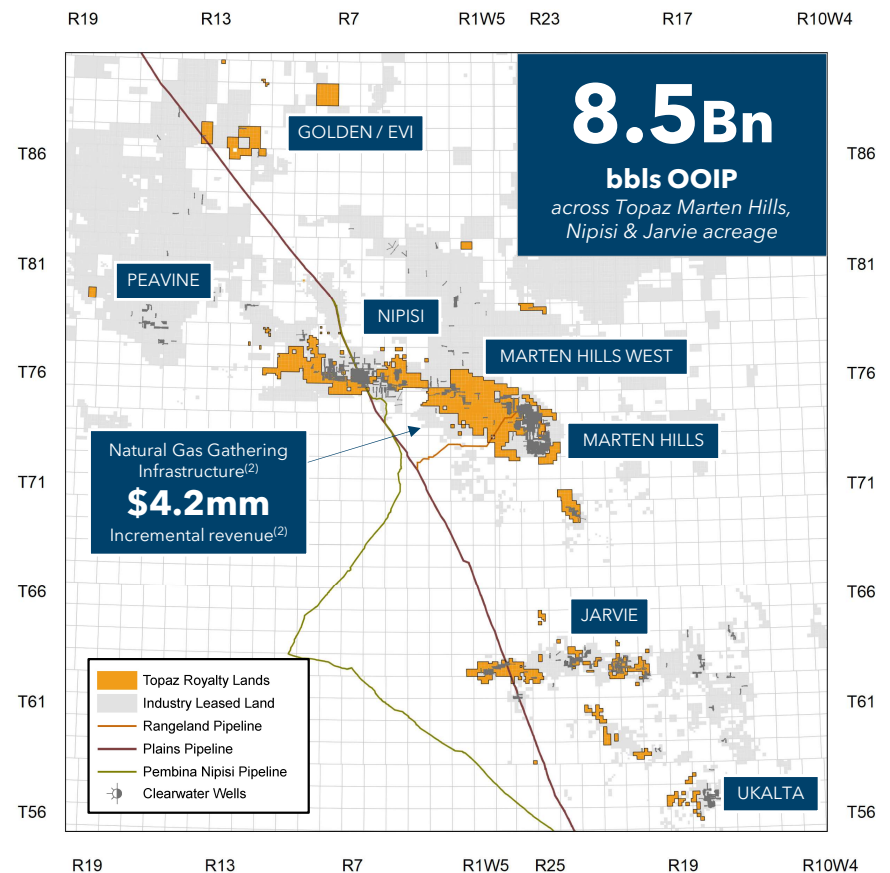 R19 R13 R7 R1W5 R23 R17 R10W4
8.5Bn
bbls OOIP
across Topaz Marten Hills,
Nipisi & Jarvie acreage
GOLDEN / EVI
T86 T86
T81 T81
PEAVINE
NIPISI
MARTEN HILLS WEST
T76 T76
MARTEN HILLS
Natural Gas Gathering
Infrastructure(2)
$4.2mm
Incremental revenue(2)
T71 T71
T66 T66
JARVIE
Topaz Royalty Lands
Industry Leased Land
Rangeland Pipeline
Plains Pipeline
Pembina Nipisi Pipeline
Clearwater Wells
T61 T61
UKALTA
T56 T56
R19 R13 R7 R1W5 R25 R19 R10W4